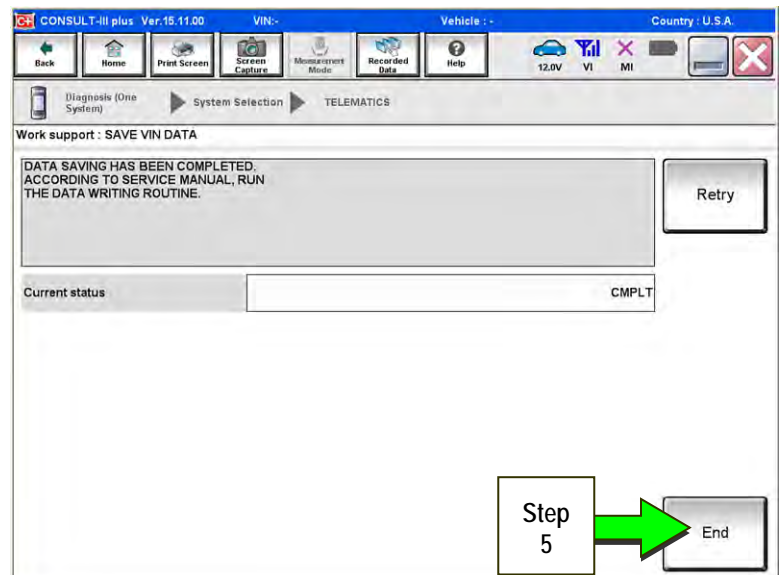 CONSULT-III plus Ver.15.11.00 VIN:- Vehicle : - Country : U.S.A.
Back
Home
Print Screen
Screen
Capture
Measurement
Mode
Recorded
Data
Help
12.0V
VI
MI
Diagnosis (One
System)
System Selection
TELEMATICS
Work support : SAVE VIN DATA
DATA SAVING HAS BEEN COMPLETED.
ACCORDING TO SERVICE MANUAL, RUN
THE DATA WRITING ROUTINE.
Retry
Current status
CMPLT
Step
5
End